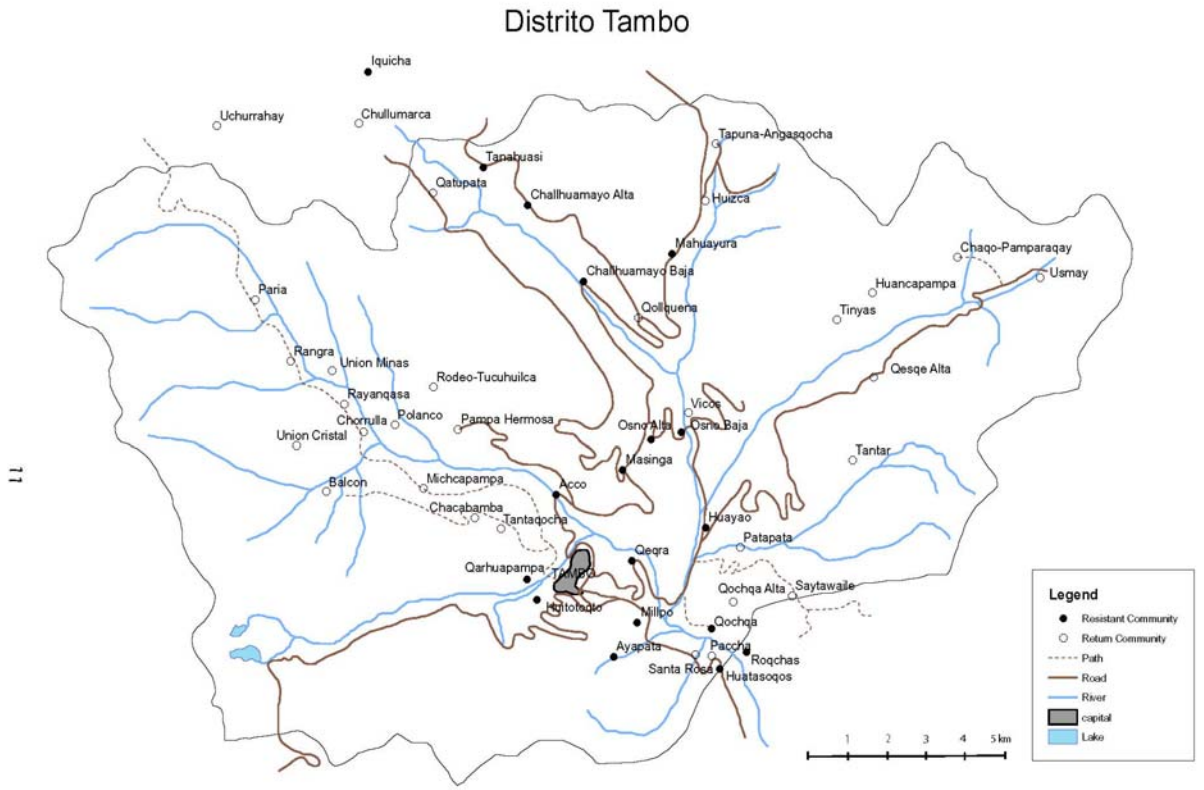 Distrito Tambo
Iquicha
Uchurrahay
Chullumarca
Tapuna-Angasqocha
Tanahuasi
Qatupata
Challhuamayo Alta
Huizca
Mahuayura
Chaqo-Pamparaqay
Challhuamayo Baja
Usmay
Paria
Huancapampa
Qollquena
Tinyas
Rangra
Union Minas
Qesqe Alta
Rodeo-Tucuhuilca
Rayanqasa
Vicos
Chorrulla
Polanco
Pampa Hermosa
Osno Alta
Osno Baja
Union Cristal
Tantar
Masinga
Balcon
Michcapampa
Acco
11
Chacabamba
Tantaqocha
Huayao
Patapata
Qeqra
Qarhuapampa
TAMBO
Qochqa Alta
Saytawaile
Huitotoqto
Millpo
Qochqa
Ayapata
Paccha
Roqchas
Santa Rosa
Huatasoqos
Legend
Resistant Community
Return Community
Path
Road
River
capital
Lake
1 2 3 4 5 km